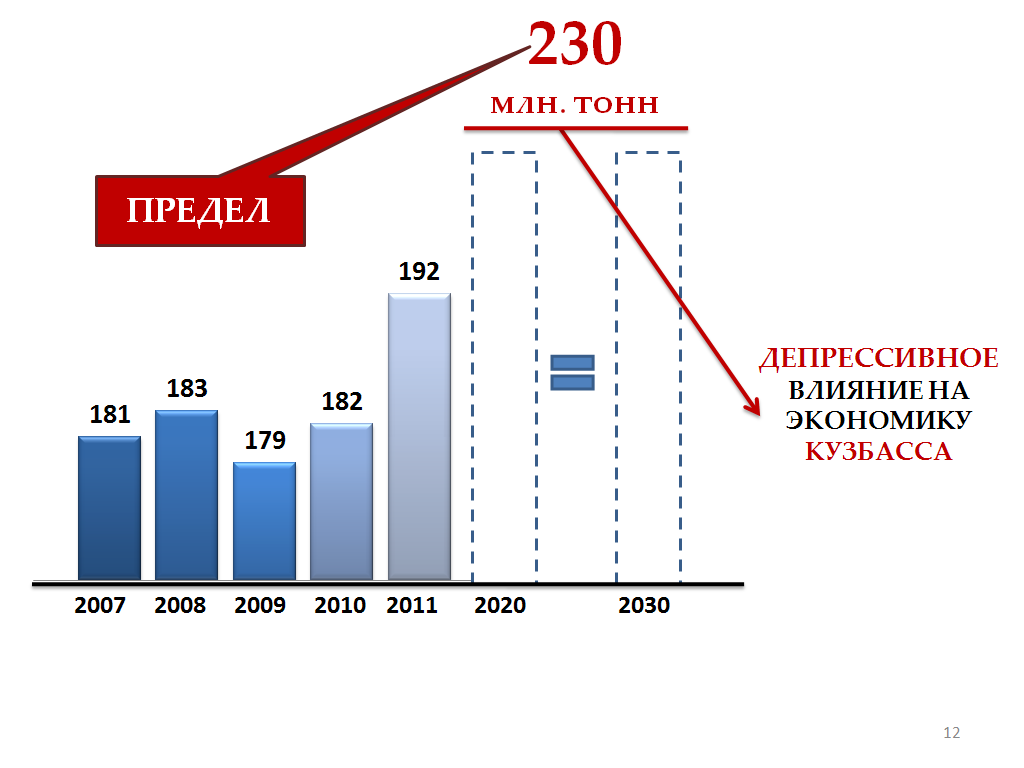 230
МЛН. ТОНН
ПРЕДЕЛ
192
183
181
182
179
ДЕПРЕССИВНОЕ
ВЛИЯНИЕ НА
ЭКОНОМИКУ
КУЗБАССА
2007 2008 2009 2010 2011 2020 2030
12